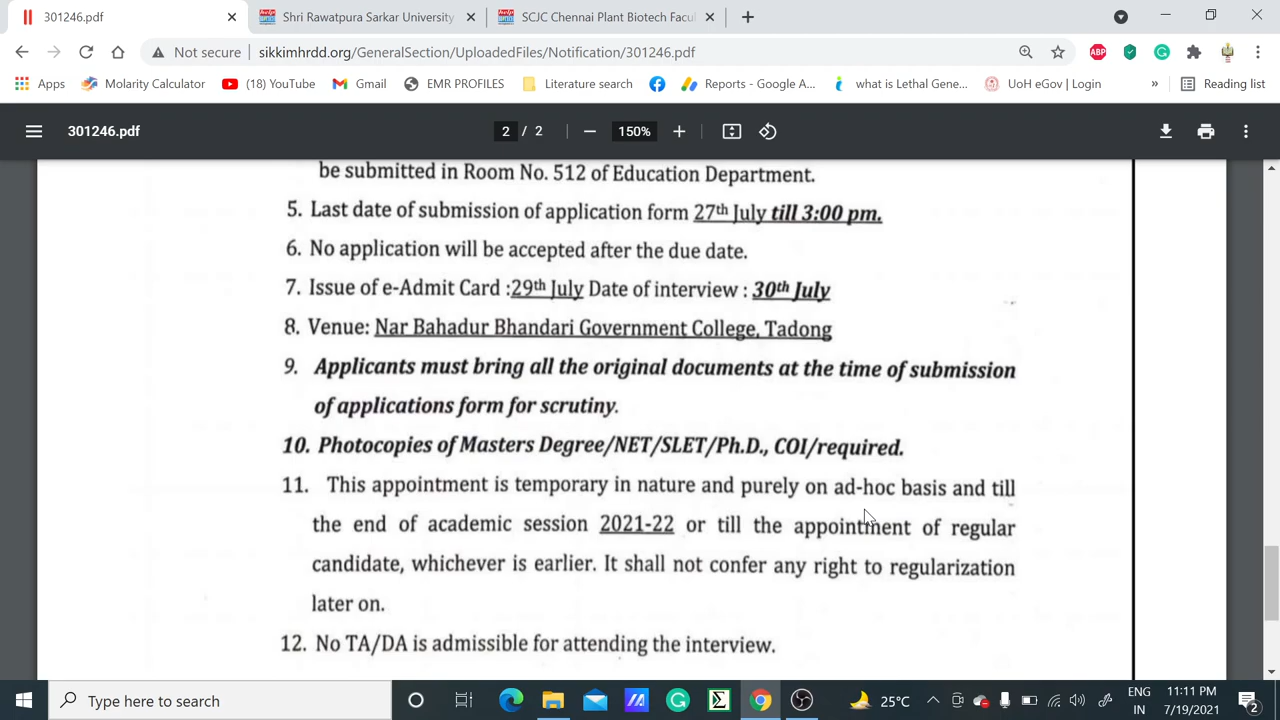 301246.pdf
Shri Rawatpura Sarkar University
SCJC Chennai Plant Biotech Facul
Not secure | sikkimhrdd.org/GeneralSection/UploadedFiles/Notification/301246.pdf
ABP
Apps Molarity Calculator (18) YouTube Gmail EMR PROFILES Literature search Reports - Google A... what is Lethal Gene... UoH eGov | Login » Reading list
301246.pdf 2 / 2 150%
be submitted in Room No. 512 of Education Department.
5. Last date of submission of application form 27th July till 3:00 pm.
6. No application will be accepted after the due date.
7. Issue of e-Admit Card :29th July Date of interview : 30th July
8. Venue: Nar Bahadur Bhandari Government College, Tadong
9. Applicants must bring all the original documents at the time of submission
of applications form for scrutiny.
10. Photocopies of Masters Degree/NET/SLET/Ph.D., COI/required.
11. This appointment is temporary in nature and purely on ad-hoc basis and till
the end of academic session 2021-22 or till the appointment of regular
candidate, whichever is earlier. It shall not confer any right to regularization
later on.
12. No TA/DA is admissible for attending the interview.
Type here to search
25°C
ENG
IN
11:11 PM
7/19/2021
2